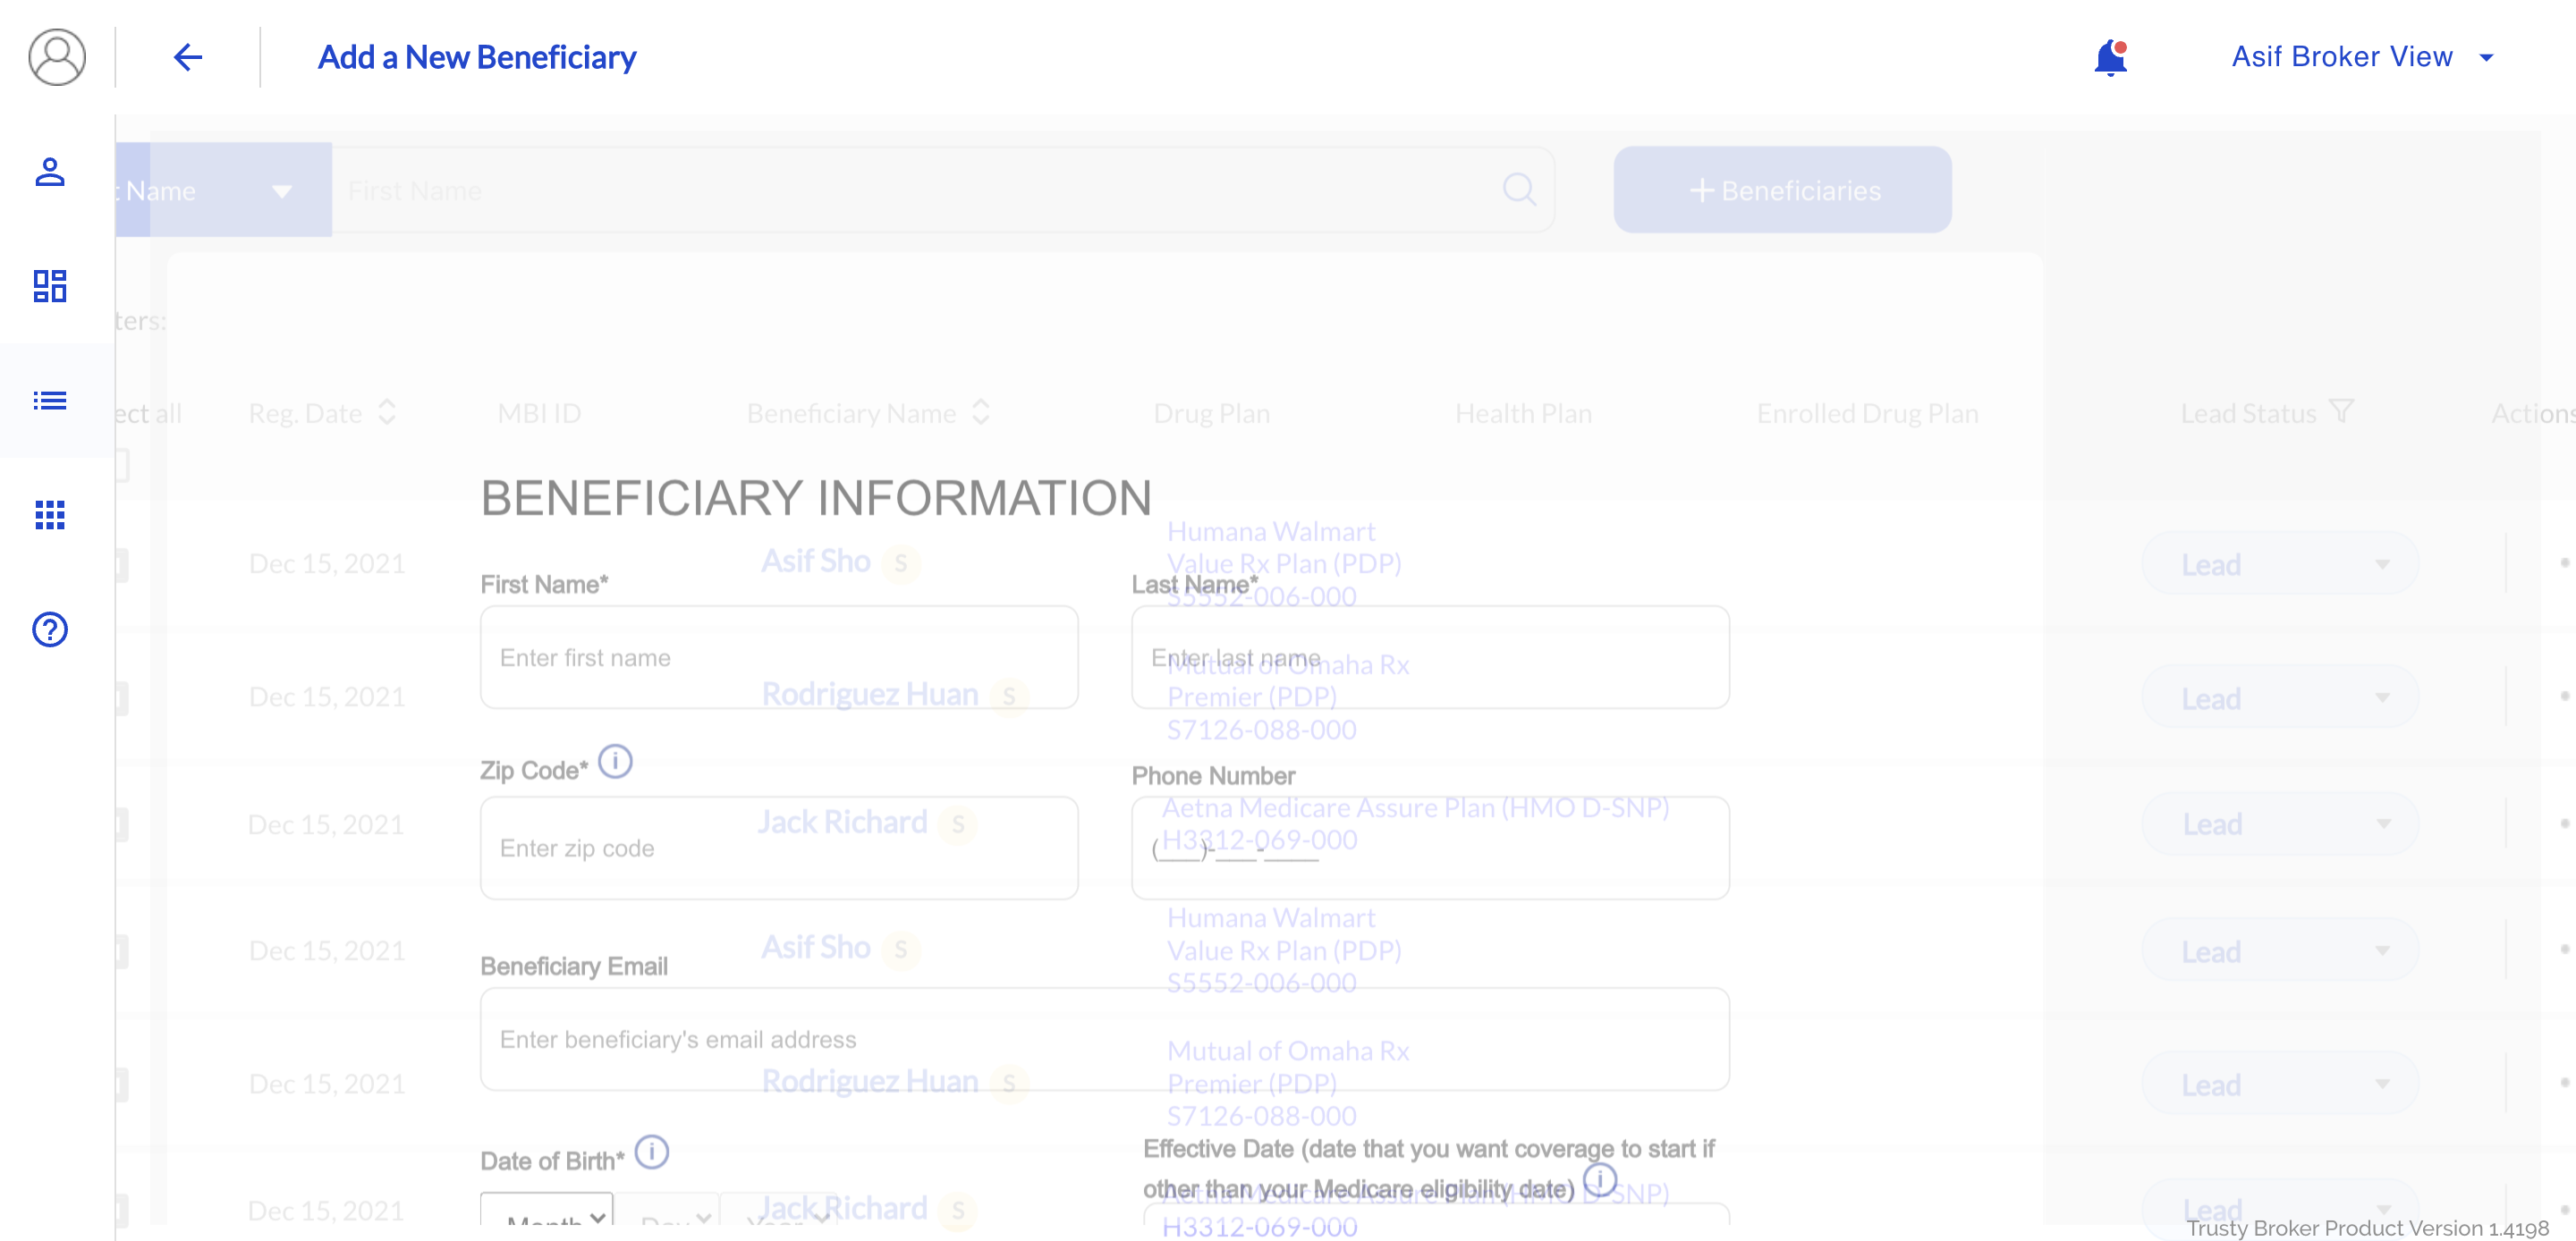 Add a New Beneficiary
Asif Broker View
t Name
First Name
+ Beneficiaries
ters:
ect all
Reg. Date
MBI ID
Beneficiary Name
Drug Plan
Health Plan
Enrolled Drug Plan
Lead Status
Actions
BENEFICIARY INFORMATION
Dec 15, 2021
Asif Sho S
Humana Walmart
Value Rx Plan (PDP)
S5552-006-000
Lead
First Name*
Last Name*
Enter first name
Enter last name
Dec 15, 2021
Rodriguez Huan S
Mutual of Omaha Rx
Premier (PDP)
S7126-088-000
Lead
Zip Code*
Phone Number
Dec 15, 2021
Jack Richard S
Aetna Medicare Assure Plan (HMO D-SNP)
H3312-069-000
Lead
Enter zip code
(___)-___-____
Dec 15, 2021
Asif Sho S
Humana Walmart
Value Rx Plan (PDP)
S5552-006-000
Lead
Beneficiary Email
Enter beneficiary's email address
Dec 15, 2021
Rodriguez Huan S
Mutual of Omaha Rx
Premier (PDP)
S7126-088-000
Lead
Date of Birth*
Effective Date (date that you want coverage to start if
other than your Medicare eligibility date)
Dec 15, 2021
Month
Day
Year
Jack Richard S
Aetna Medicare Assure Plan (HMO D-SNP)
H3312-069-000
Lead
Trusty Broker Product Version 1.4198